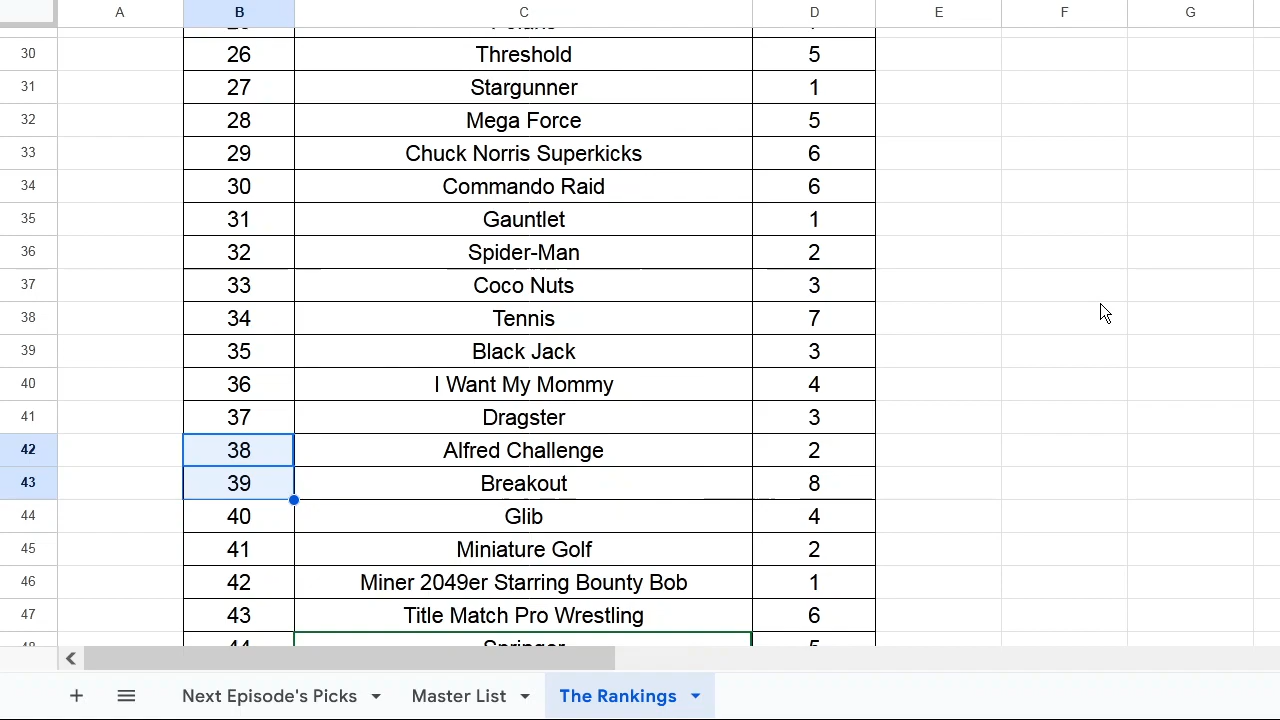 A B C D E F G
30 26 Threshold 5
31 27 Stargunner 1
32 28 Mega Force 5
33 29 Chuck Norris Superkicks 6
34 30 Commando Raid 6
35 31 Gauntlet 1
36 32 Spider-Man 2
37 33 Coco Nuts 3
38 34 Tennis 7
39 35 Black Jack 3
40 36 I Want My Mommy 4
41 37 Dragster 3
42 38 Alfred Challenge 2
43 39 Breakout 8
44 40 Glib 4
45 41 Miniature Golf 2
46 42 Miner 2049er Starring Bounty Bob 1
47 43 Title Match Pro Wrestling 6
48 44 Springer 5
Next Episode's Picks Master List The Rankings